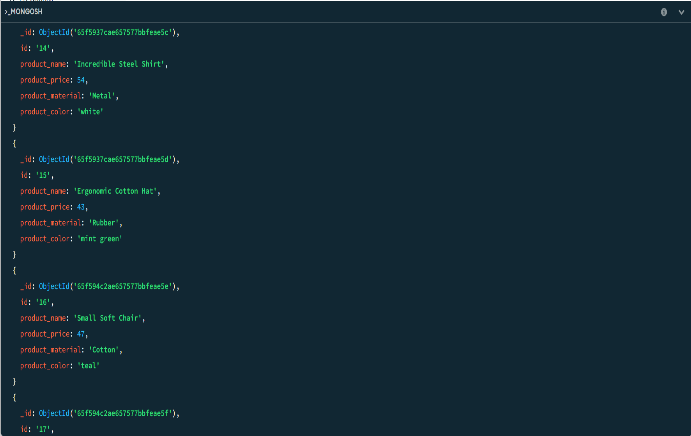 >_MONGOSH
_id: ObjectId('65f5937cae657577bbfeae5c'),
id: '14',
product_name: 'Incredible Steel Shirt',
product_price: 54,
product_material: 'Metal',
product_color: 'white'
}
{
_id: ObjectId('65f5937cae657577bbfeae5d'),
id: '15',
product_name: 'Ergonomic Cotton Hat',
product_price: 43,
product_material: 'Rubber',
product_color: 'mint green'
}
{
_id: ObjectId('65f594c2ae657577bbfeae5e'),
id: '16',
product_name: 'Small Soft Chair',
product_price: 47,
product_material: 'Cotton',
product_color: 'teal'
}
{
_id: ObjectId('65f594c2ae657577bbfeae5f'),
id: '17',